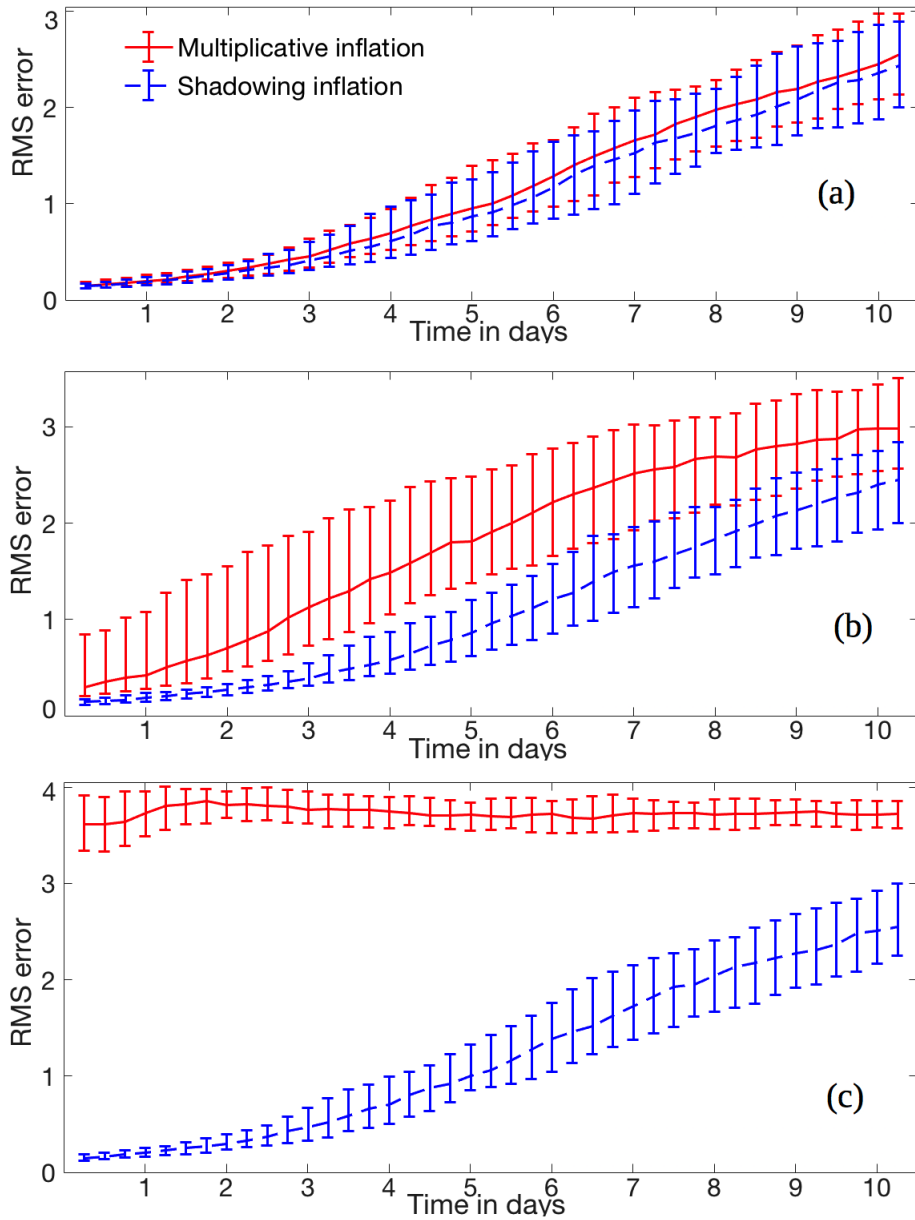 3
2
1
0
RMS error
Multiplicative inflation
Shadowing inflation
(a)
1 2 3 4 5 6 7 8 9 10
Time in days
3
2
1
0
RMS error
(b)
1 2 3 4 5 6 7 8 9 10
Time in days
4
3
2
1
0
RMS error
(c)
1 2 3 4 5 6 7 8 9 10
Time in days